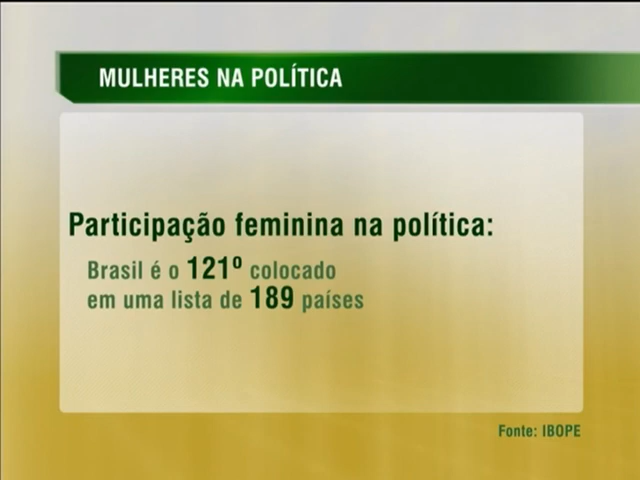 MULHERES NA POLÍTICA
Participação feminina na política:
Brasil é o 121º colocado
em uma lista de 189 países
Fonte: IBOPE